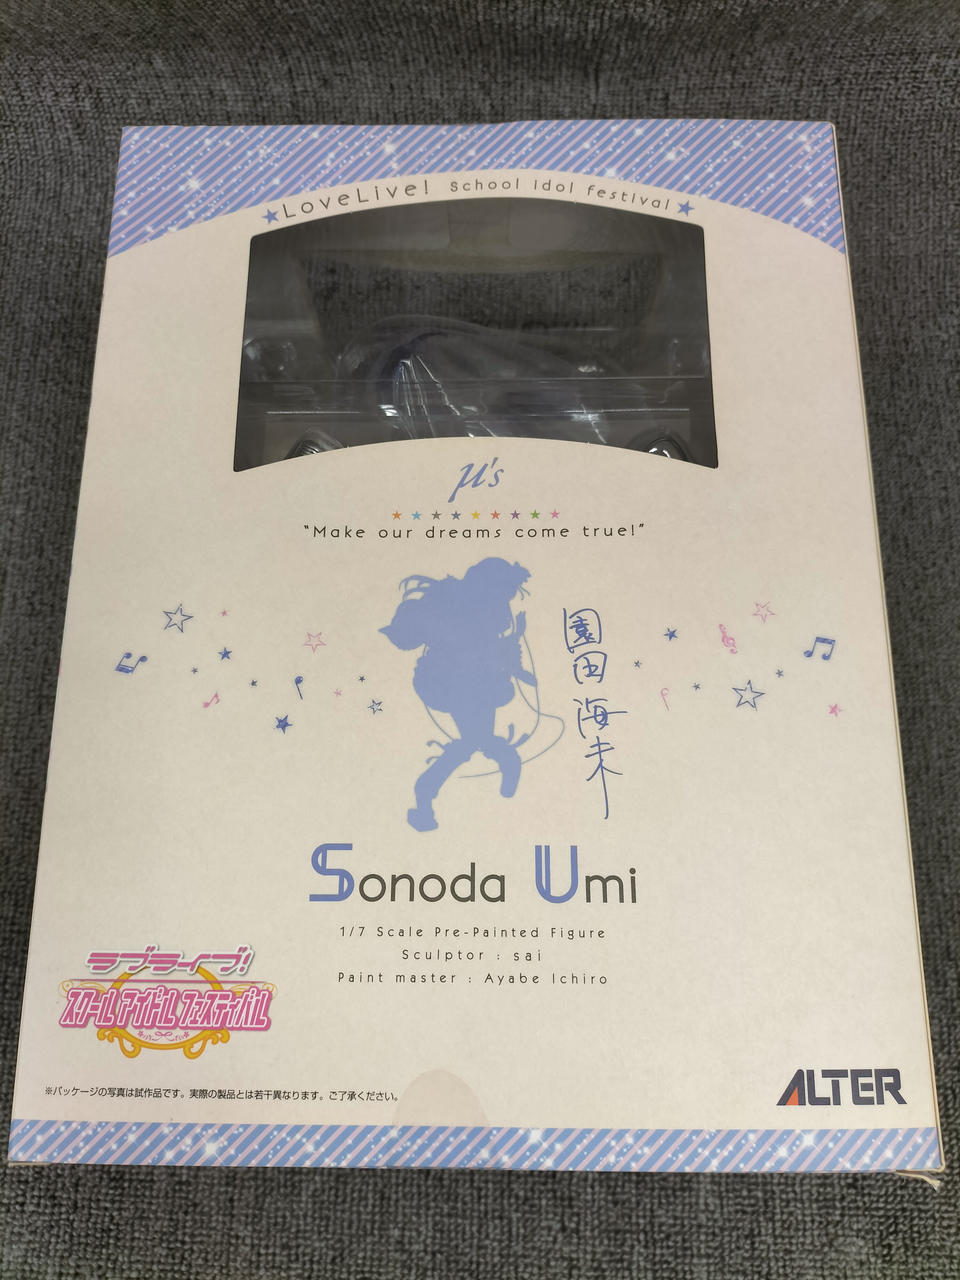 ★LoveLive! School idol festival★
μ's
"Make our dreams come true!"
園田海未
Sonoda Umi
1/7 Scale Pre-Painted Figure
Sculptor : sai
Paint master : Ayabe Ichiro
ラブライブ!
スクールアイドルフェスティバル
※パッケージの写真は試作品です。実際の製品とは若干異なります。ご了承ください。
ALTER